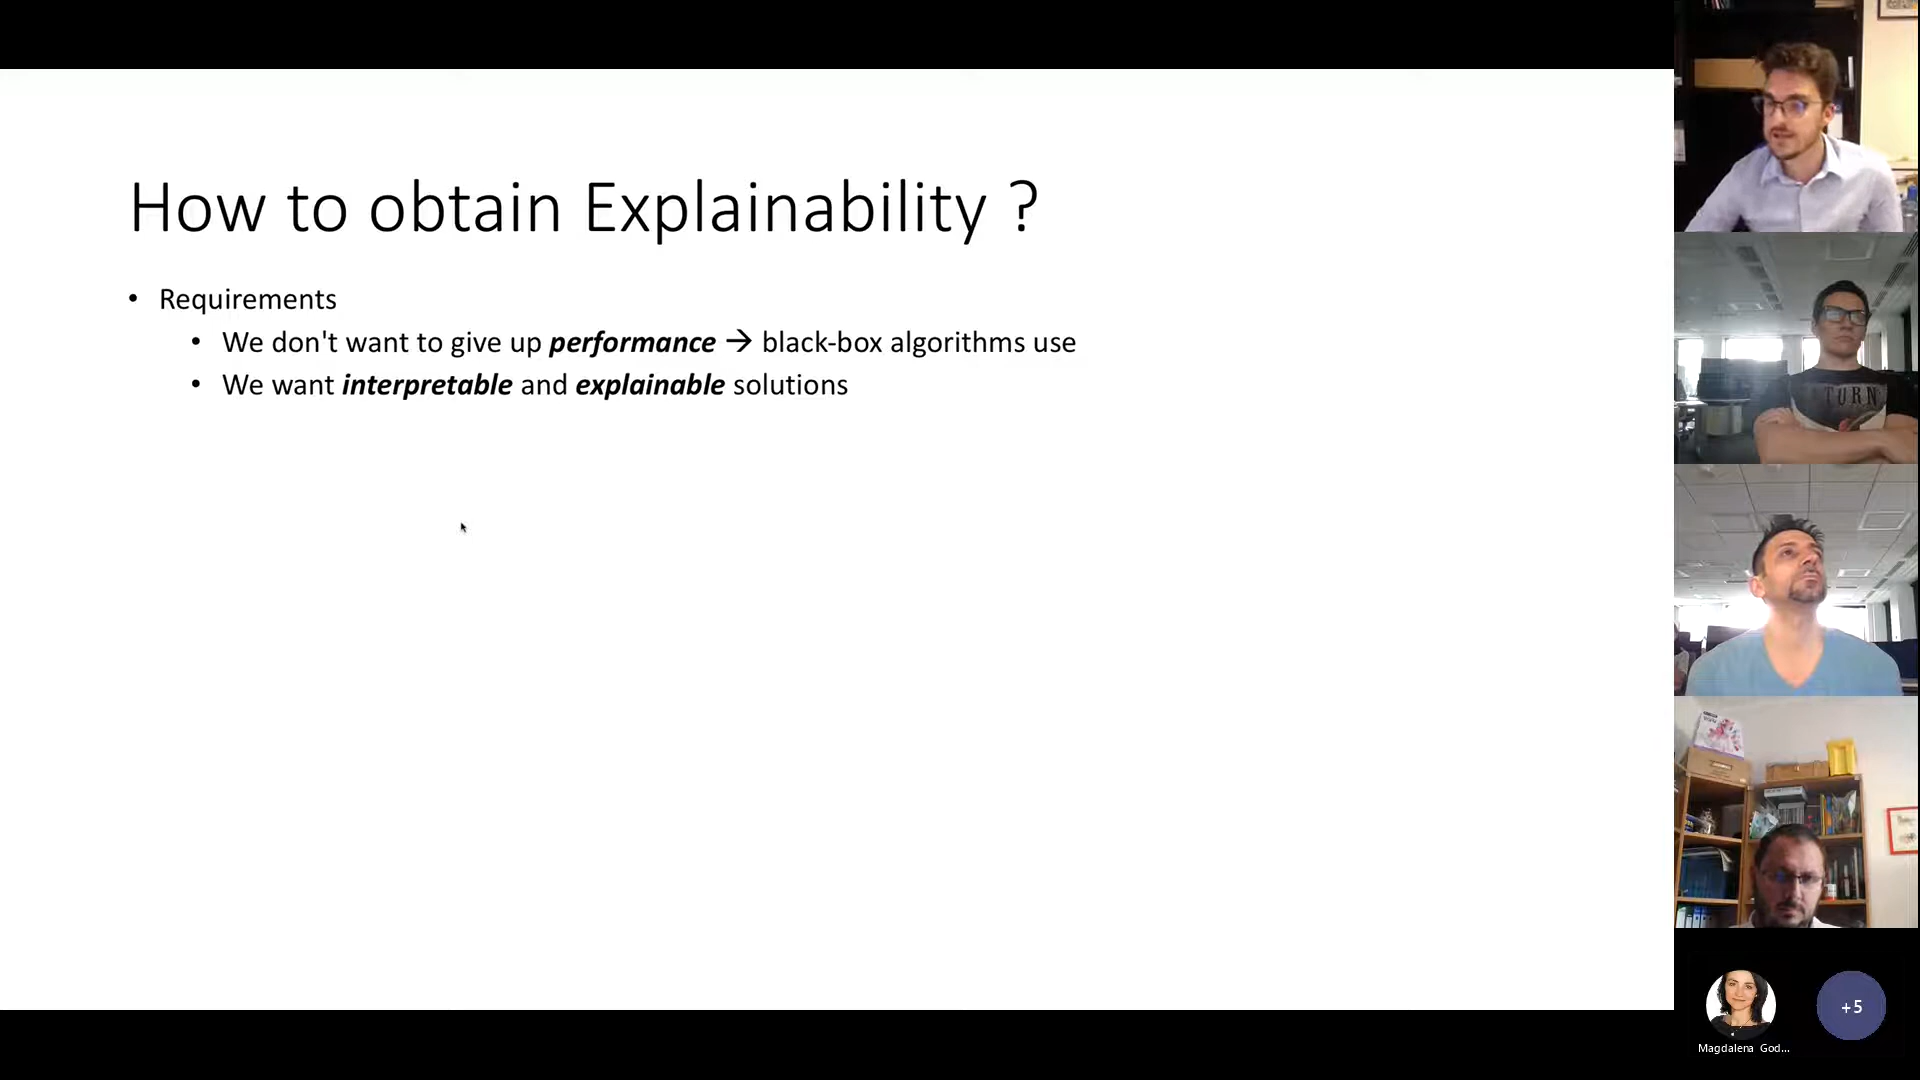 How to obtain Explainability ?
• Requirements
• We don't want to give up performance → black-box algorithms use
• We want interpretable and explainable solutions
TURN
+5
Magdalena God...